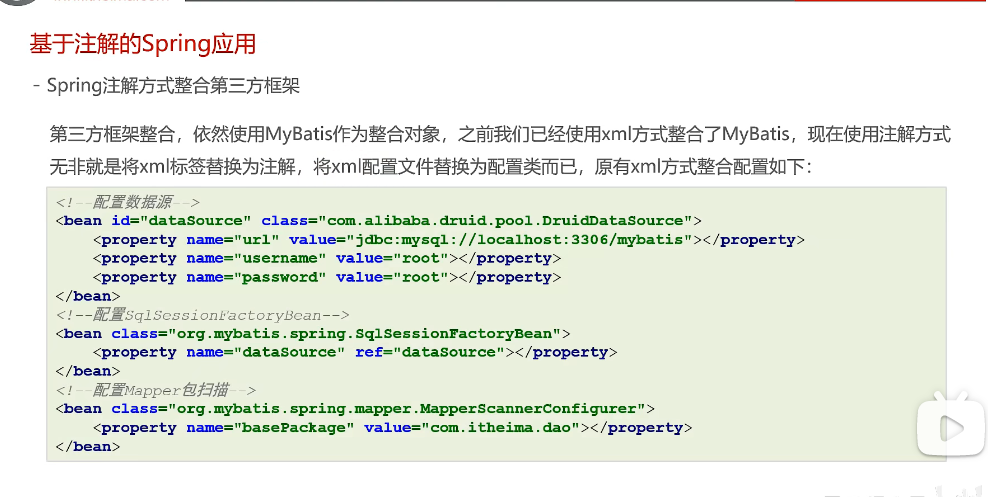 基于注解的Spring应用
- Spring注解方式整合第三方框架
第三方框架整合，依然使用MyBatis作为整合对象，之前我们已经使用xml方式整合了MyBatis，现在使用注解方式
无非就是将xml标签替换为注解，将xml配置文件替换为配置类而已，原有xml方式整合配置如下：
<!--配置数据源-->
<bean id="dataSource" class="com.alibaba.druid.pool.DruidDataSource">
    <property name="url" value="jdbc:mysql://localhost:3306/mybatis"></property>
    <property name="username" value="root"></property>
    <property name="password" value="root"></property>
</bean>
<!--配置SqlSessionFactoryBean-->
<bean class="org.mybatis.spring.SqlSessionFactoryBean">
    <property name="dataSource" ref="dataSource"></property>
</bean>
<!--配置Mapper包扫描-->
<bean class="org.mybatis.spring.mapper.MapperScannerConfigurer">
    <property name="basePackage" value="com.itheima.dao"></property>
</bean>